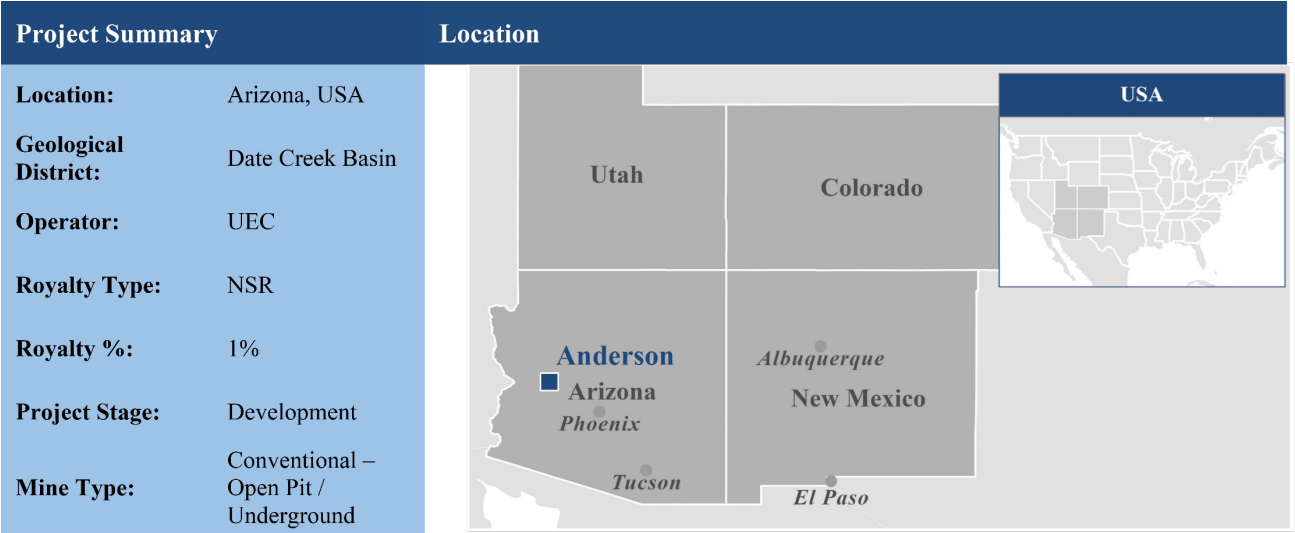 Project Summary
Location
Location:
Arizona, USA
Geological
District:
Date Creek Basin
Operator:
UEC
Royalty Type:
NSR
Royalty %:
1%
Project Stage:
Development
Mine Type:
Conventional –
Open Pit /
Underground
USA
Utah
Colorado
Anderson
Arizona
Phoenix
Tucson
Albuquerque
New Mexico
El Paso